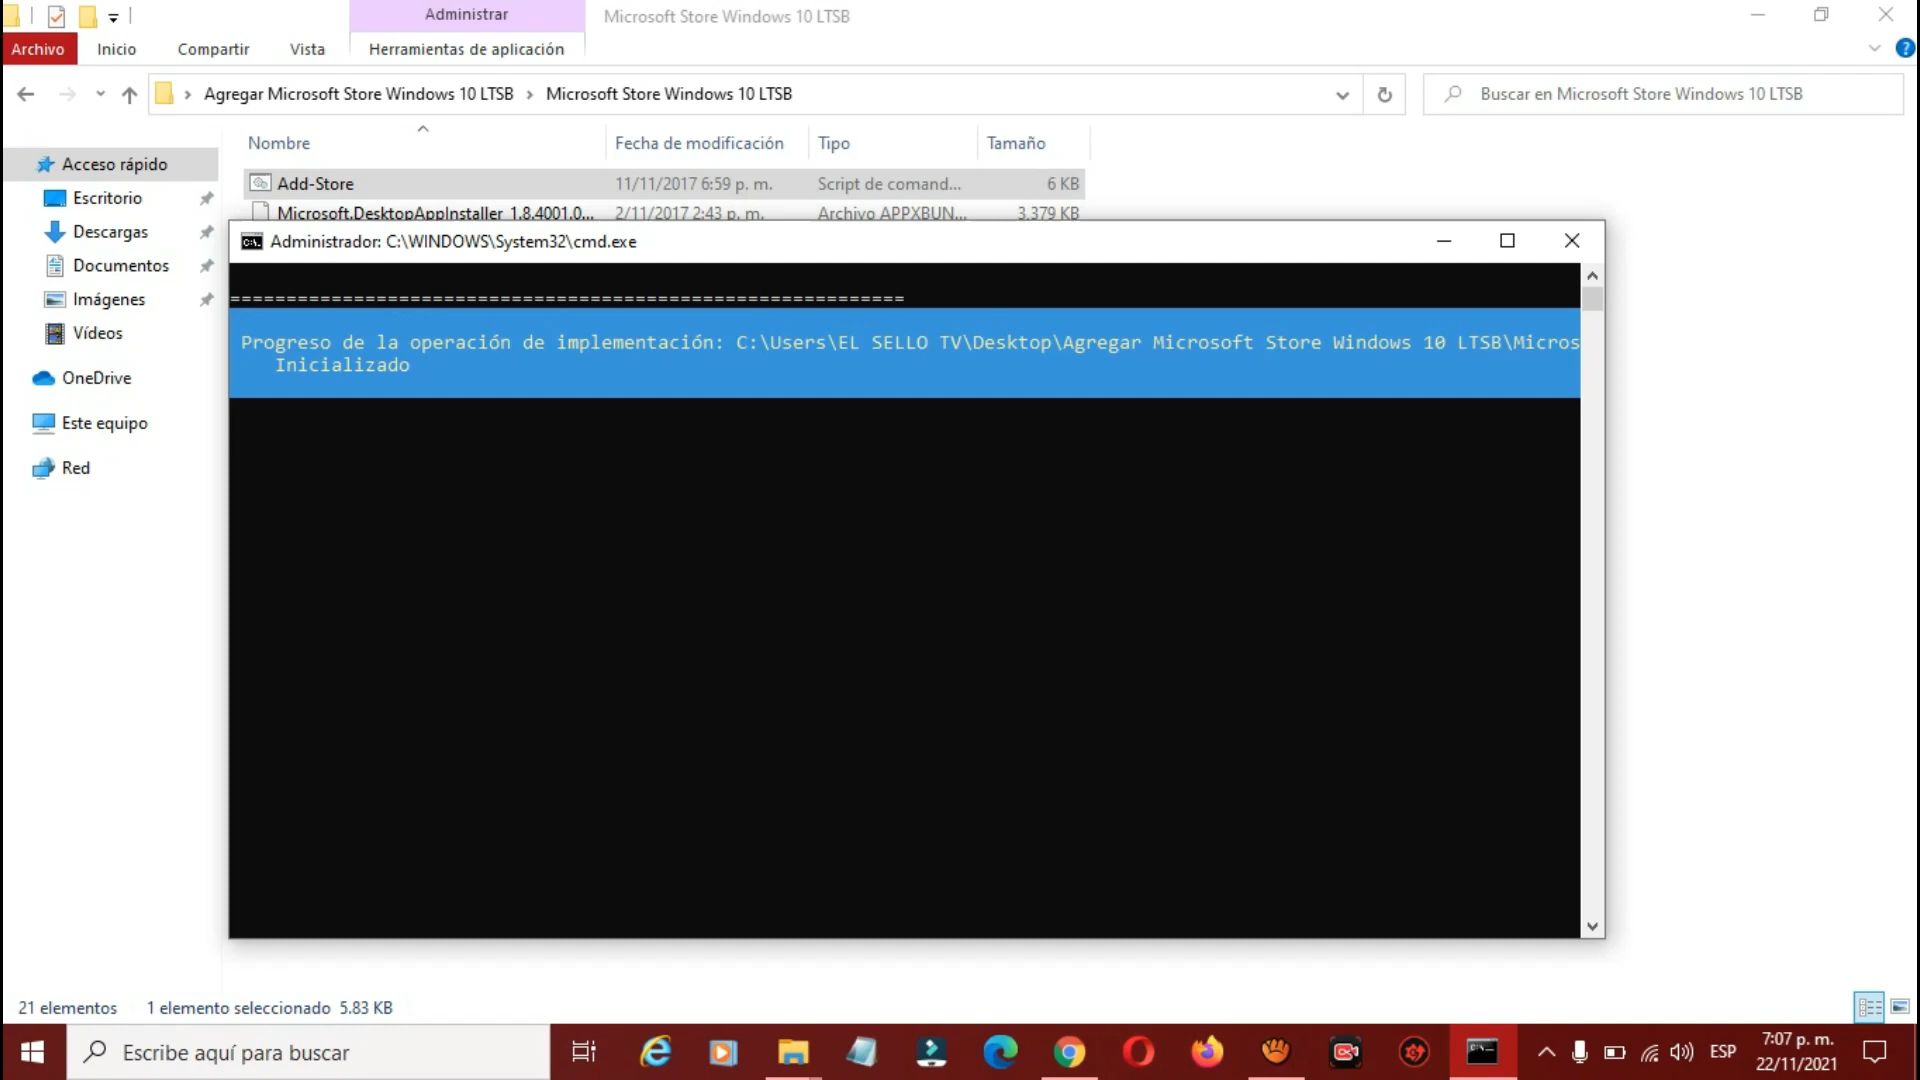 Administrar
Microsoft Store Windows 10 LTSB
Archivo
Inicio
Compartir
Vista
Herramientas de aplicación
Agregar Microsoft Store Windows 10 LTSB
Microsoft Store Windows 10 LTSB
Buscar en Microsoft Store Windows 10 LTSB
Nombre
Fecha de modificación
Tipo
Tamaño
Acceso rápido
Escritorio
Descargas
Documentos
Imágenes
Vídeos
OneDrive
Este equipo
Red
Add-Store
11/11/2017 6:59 p. m.
Script de comand...
6 KB
Microsoft.DesktopAppInstaller_1.8.4001.0...
2/11/2017 2:43 p. m.
Archivo APPXBUN...
3.379 KB
Administrador: C:\WINDOWS\System32\cmd.exe
============================================================
Progreso de la operación de implementación: C:\Users\EL SELLO TV\Desktop\Agregar Microsoft Store Windows 10 LTSB\Micros
Inicializado
21 elementos
1 elemento seleccionado 5.83 KB
Escribe aquí para buscar
ESP
7:07 p. m.
22/11/2021